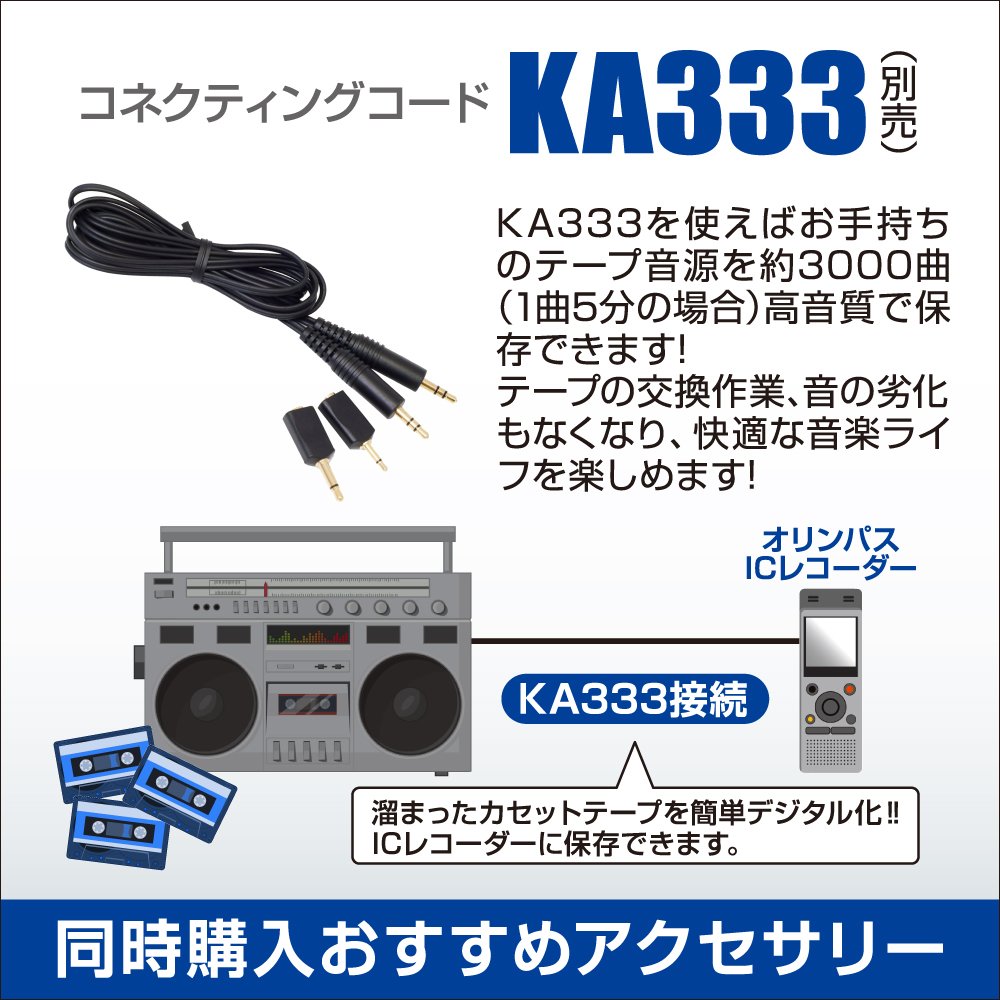 コネクティングコード KA333(別売)
KA333を使えばお手持ち
のテープ音源を約3000曲
(1曲5分の場合)高音質で保
存できます!
テープの交換作業、音の劣化
もなくなり、快適な音楽ライ
フを楽しめます!
オリンパス
ICレコーダー
KA333接続
溜まったカセットテープを簡単デジタル化!!
ICレコーダーに保存できます。
同時購入おすすめアクセサリー